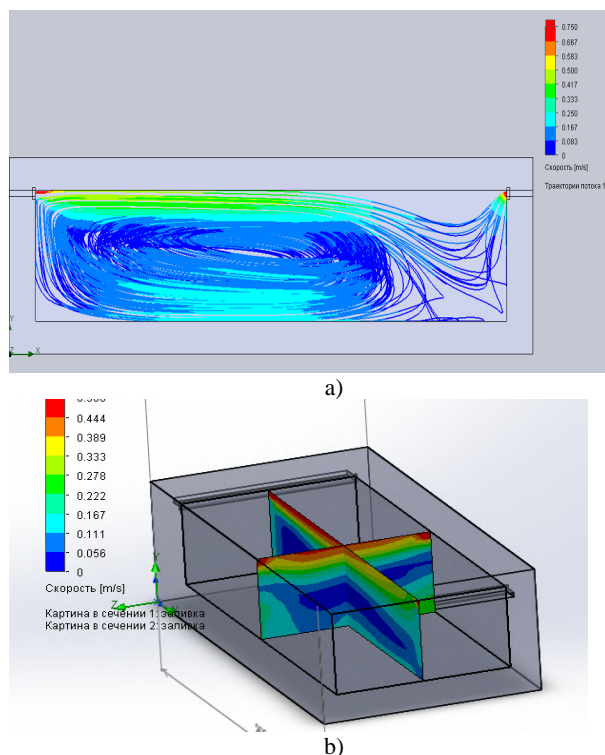 0.750
0.667
0.583
0.500
0.417
0.333
0.250
0.167
0.083
0
Скорость [m/s]
Траектории потока 1
Y
Z X
a)
0.444
0.389
0.333
0.278
0.222
0.167
0.111
0.056
0
Скорость [m/s]
Y
Z
Картина в сечении 1: заливка
Картина в сечении 2: заливка
b)